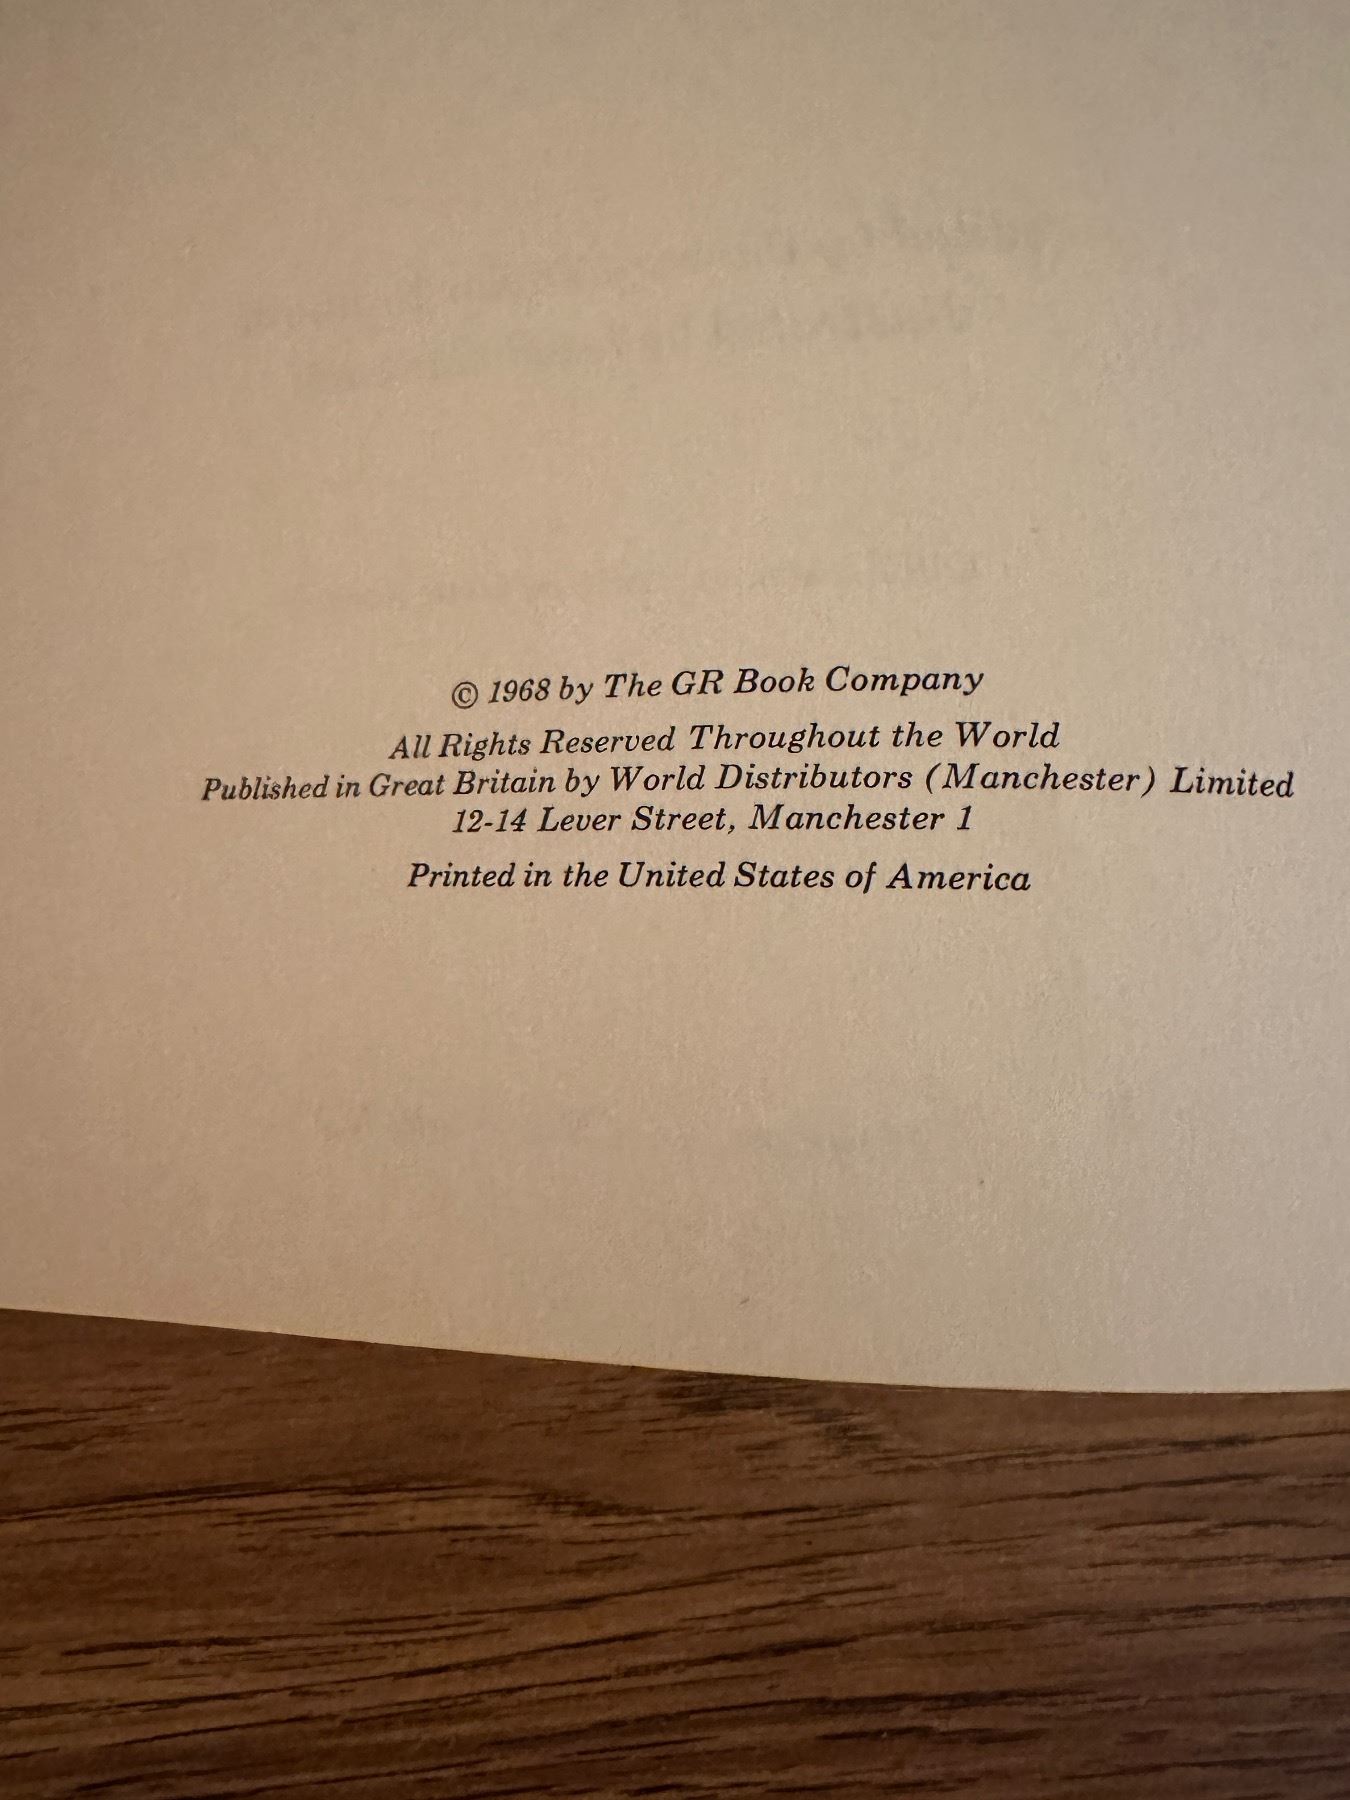 © 1968 by The GR Book Company
All Rights Reserved Throughout the World
Published in Great Britain by World Distributors (Manchester) Limited
12-14 Lever Street, Manchester 1
Printed in the United States of America